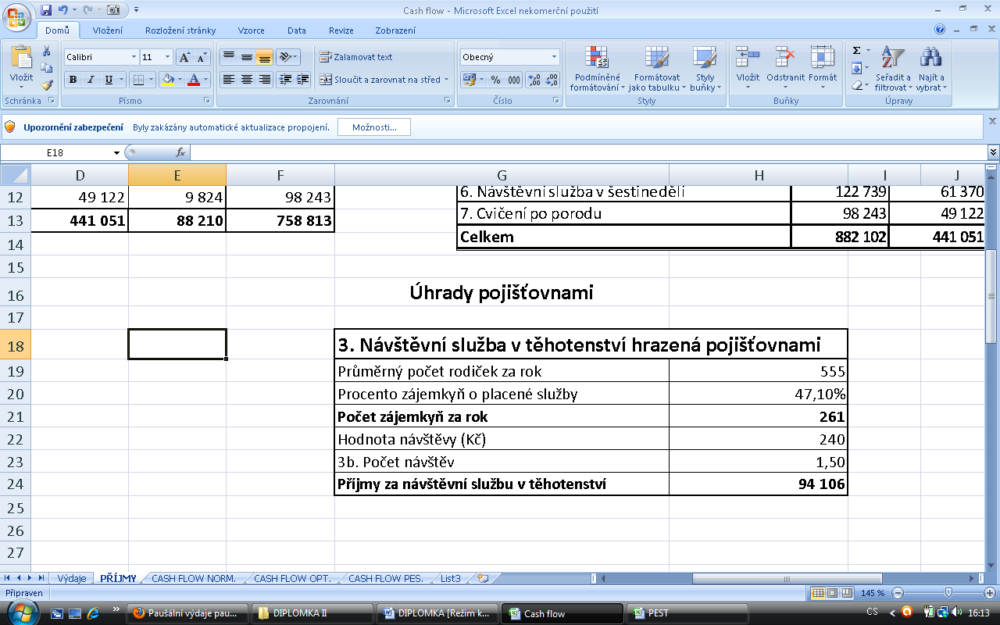 Cash flow - Microsoft Excel nekomerční použití
Domů Vložení Rozložení stránky Vzorce Data Revize Zobrazení
Vložit
Schránka
Calibri 11
B I U
Písmo
Zalamovat text
Sloučit a zarovnat na střed
Zarovnání
Obecný
% 000
Číslo
Podmíněné formátování
Formátovat jako tabulku
Styly buňky
Styly
Vložit Odstranit Formát
Buňky
Seřadit a filtrovat
Najít a vybrat
Úpravy
Upozornění zabezpečení Byly zakázány automatické aktualizace propojení. Možnosti...
E18 fx
D E F G H I J
12 49 122 9 824 98 243 6. Návštěvní služba v šestinedělí 122 739 61 370
13 441 051 88 210 758 813 7. Cvičení po porodu 98 243 49 122
14 Celkem 882 102 441 051
15
16 Úhrady pojišťovnami
17
18 3. Návštěvní služba v těhotenství hrazená pojišťovnami
19 Průměrný počet rodiček za rok 555
20 Procento zájemkyň o placené služby 47,10%
21 Počet zájemkyň za rok 261
22 Hodnota návštěvy (Kč) 240
23 3b. Počet návštěv 1,50
24 Příjmy za návštěvní službu v těhotenství 94 106
25
26
27
Výdaje PŘÍJMY CASH FLOW NORM. CASH FLOW OPT. CASH FLOW PES. List3
Připraven 145 %
Paušální výdaje pau... DIPLOMKA II DIPLOMKA [Režim k... Cash flow PEST CS 16:13